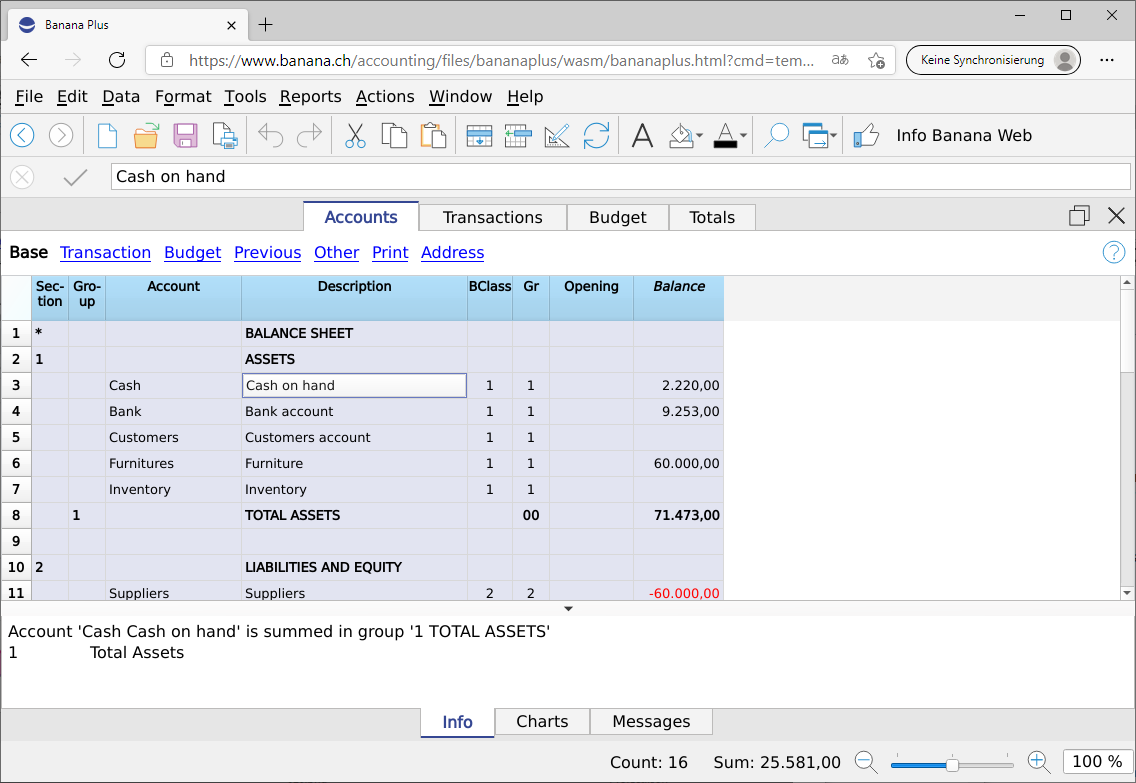 Banana Plus
https://www.banana.ch/accounting/files/bananaplus/wasm/bananaplus.html?cmd=tem... aあ Keine Synchronisierung
File Edit Data Format Tools Reports Actions Window Help
A A Info Banana Web
Cash on hand
Accounts Transactions Budget Totals
Base Transaction Budget Previous Other Print Address ?
Sec- Gro- Account Description BClass Gr Opening Balance
tion up
1 * BALANCE SHEET
2 1 ASSETS
3 Cash Cash on hand 1 1 2.220,00
4 Bank Bank account 1 1 9.253,00
5 Customers Customers account 1 1
6 Furnitures Furniture 1 1 60.000,00
7 Inventory Inventory 1 1
8 1 TOTAL ASSETS 00 71.473,00
9
10 2 LIABILITIES AND EQUITY
11 Suppliers Suppliers 2 2 -60.000,00
Account 'Cash Cash on hand' is summed in group '1 TOTAL ASSETS'
1 Total Assets
Info Charts Messages
Count: 16 Sum: 25.581,00 100 %